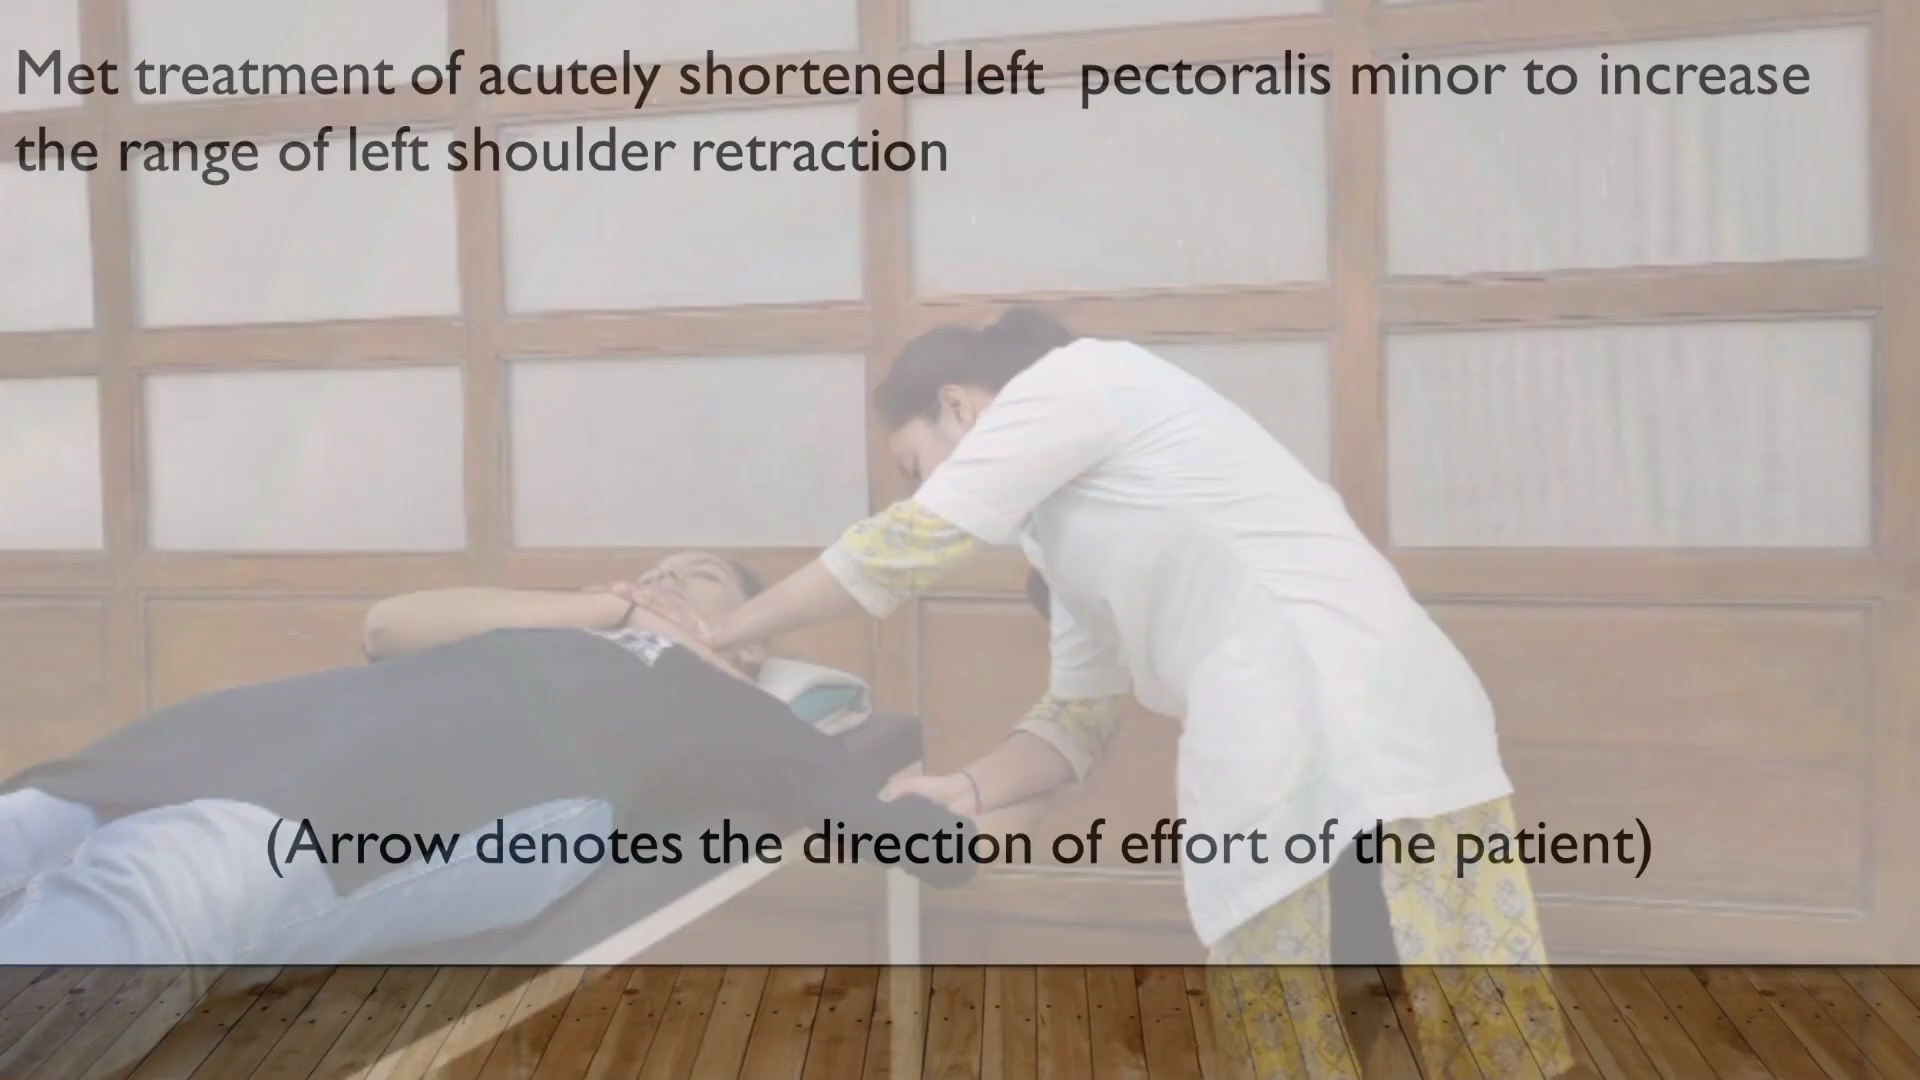 Met treatment of acutely shortened left  pectoralis minor to increase
the range of left shoulder retraction
(Arrow denotes the direction of effort of the patient)